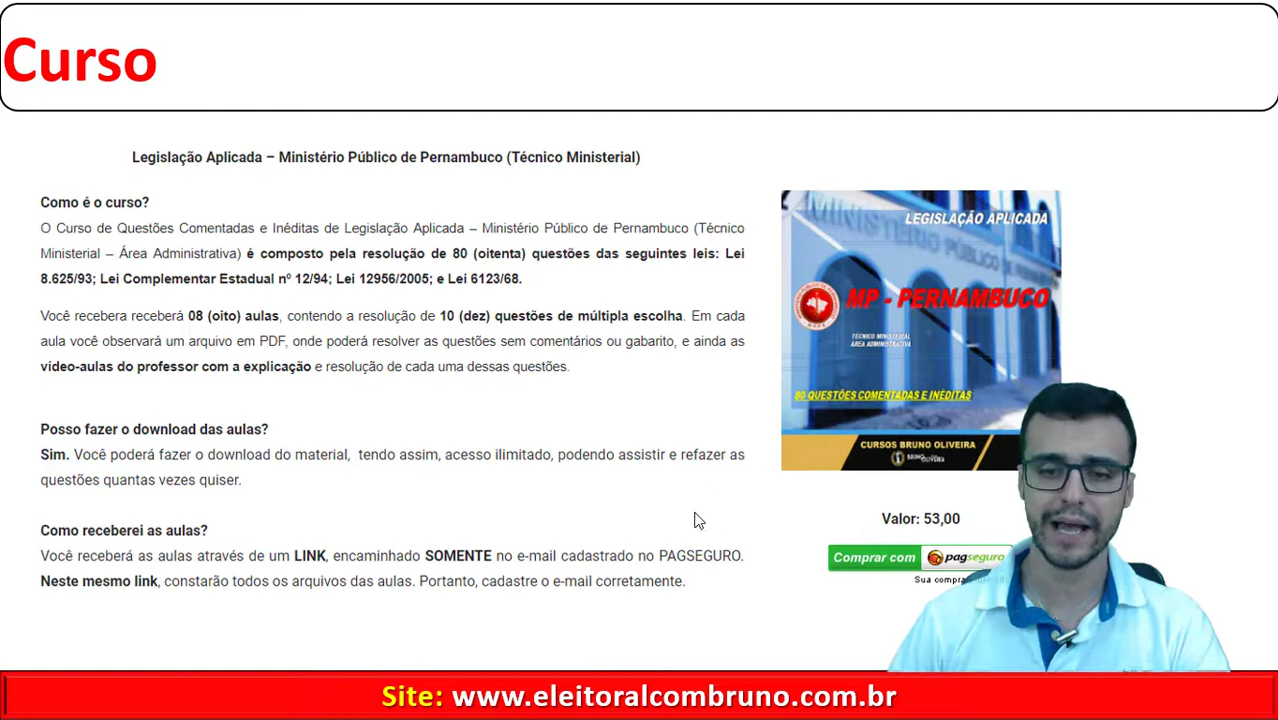 Curso
Legislação Aplicada – Ministério Público de Pernambuco (Técnico Ministerial)
Como é o curso?
O Curso de Questões Comentadas e Inéditas de Legislação Aplicada – Ministério Público de Pernambuco (Técnico
Ministerial – Área Administrativa) é composto pela resolução de 80 (oitenta) questões das seguintes leis: Lei
8.625/93; Lei Complementar Estadual nº 12/94; Lei 12956/2005; e Lei 6123/68.
Você recebera receberá 08 (oito) aulas, contendo a resolução de 10 (dez) questões de múltipla escolha. Em cada
aula você observará um arquivo em PDF, onde poderá resolver as questões sem comentários ou gabarito, e ainda as
vídeo-aulas do professor com a explicação e resolução de cada uma dessas questões.
Posso fazer o download das aulas?
Sim. Você poderá fazer o download do material, tendo assim, acesso ilimitado, podendo assistir e refazer as
questões quantas vezes quiser.
Como receberei as aulas?
Você receberá as aulas através de um LINK, encaminhado SOMENTE no e-mail cadastrado no PAGSEGURO.
Neste mesmo link, constarão todos os arquivos das aulas. Portanto, cadastre o e-mail corretamente.
MINISTÉRIO PÚBLICO DE PERNAMBUCO
LEGISLAÇÃO APLICADA
MP - PERNAMBUCO
TÉCNICO MINISTERIAL
ÁREA ADMINISTRATIVA
80 QUESTÕES COMENTADAS E INÉDITAS
CURSOS BRUNO OLIVEIRA
BRUNO OLIVEIRA
Valor: 53,00
Comprar com pagseguro
Sua compr
Site: www.eleitoralcombruno.com.br